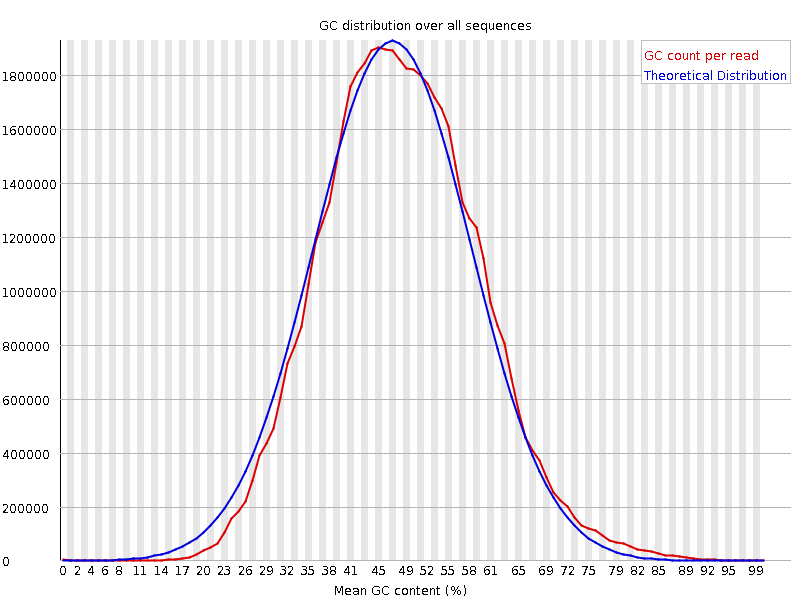 GC distribution over all sequences
GC count per read
Theoretical Distribution
1800000
1600000
1400000
1200000
1000000
800000
600000
400000
200000
0
0 2 4 6 8 11 14 17 20 23 26 29 32 35 38 41 45 49 52 55 58 61 65 69 72 75 79 82 85 89 92 95 99
Mean GC content (%)